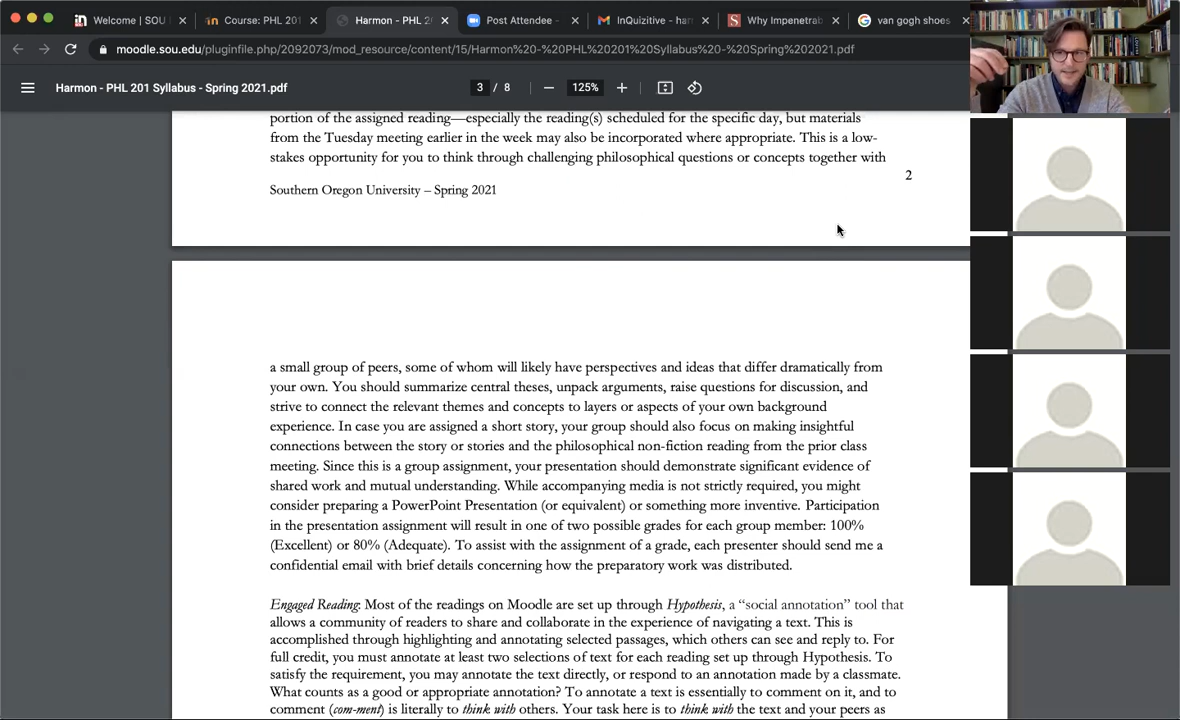 Welcome | SOU
Course: PHL 201
Harmon - PHL 2
Post Attendee -
InQuizitive - har
Why Impenetrab
van gogh shoes
moodle.sou.edu/pluginfile.php/2092073/mod_resource/content/15/Harmon%20-%20PHL%20201%20Syllabus%20-%20Spring%202021.pdf
Harmon - PHL 201 Syllabus - Spring 2021.pdf
3 / 8
125%
portion of the assigned reading—especially the reading(s) scheduled for the specific day, but materials
from the Tuesday meeting earlier in the week may also be incorporated where appropriate. This is a low-
stakes opportunity for you to think through challenging philosophical questions or concepts together with
2
Southern Oregon University – Spring 2021
a small group of peers, some of whom will likely have perspectives and ideas that differ dramatically from
your own. You should summarize central theses, unpack arguments, raise questions for discussion, and
strive to connect the relevant themes and concepts to layers or aspects of your own background
experience. In case you are assigned a short story, your group should also focus on making insightful
connections between the story or stories and the philosophical non-fiction reading from the prior class
meeting. Since this is a group assignment, your presentation should demonstrate significant evidence of
shared work and mutual understanding. While accompanying media is not strictly required, you might
consider preparing a PowerPoint Presentation (or equivalent) or something more inventive. Participation
in the presentation assignment will result in one of two possible grades for each group member: 100%
(Excellent) or 80% (Adequate). To assist with the assignment of a grade, each presenter should send me a
confidential email with brief details concerning how the preparatory work was distributed.
Engaged Reading: Most of the readings on Moodle are set up through Hypothesis, a “social annotation” tool that
allows a community of readers to share and collaborate in the experience of navigating a text. This is
accomplished through highlighting and annotating selected passages, which others can see and reply to. For
full credit, you must annotate at least two selections of text for each reading set up through Hypothesis. To
satisfy the requirement, you may annotate the text directly, or respond to an annotation made by a classmate.
What counts as a good or appropriate annotation? To annotate a text is essentially to comment on it, and to
comment (com-ment) is literally to think with others. Your task here is to think with the text and your peers as